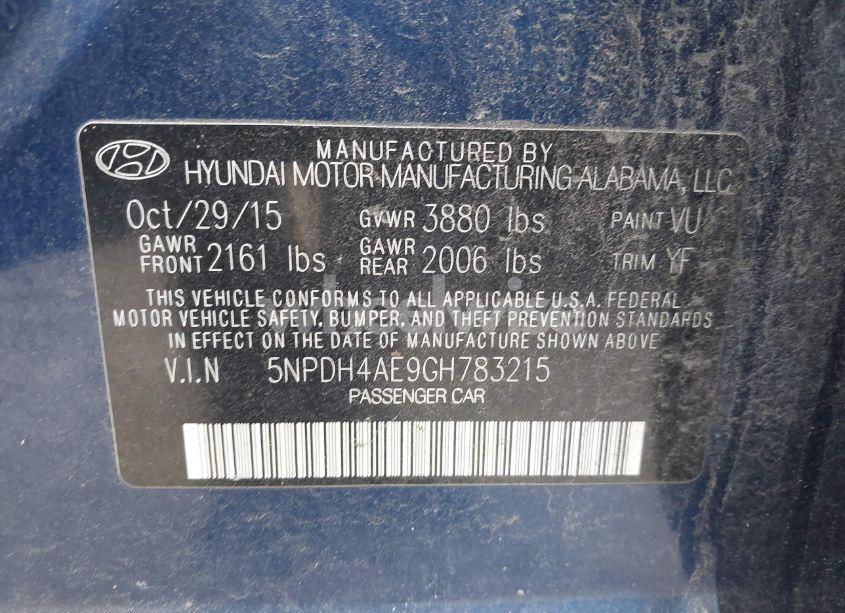 MANUFACTURED BY
HYUNDAI MOTOR MANUFACTURING ALABAMA, LLC
Oct/29/15 GVWR 3880 lbs PAINT VU
GAWR FRONT 2161 lbs GAWR REAR 2006 lbs TRIM YF
THIS VEHICLE CONFORMS TO ALL APPLICABLE U.S.A. FEDERAL
MOTOR VEHICLE SAFETY, BUMPER, AND THEFT PREVENTION STANDARDS
IN EFFECT ON THE DATE OF MANUFACTURE SHOWN ABOVE
V.I.N 5NPDH4AE9GH783215
PASSENGER CAR